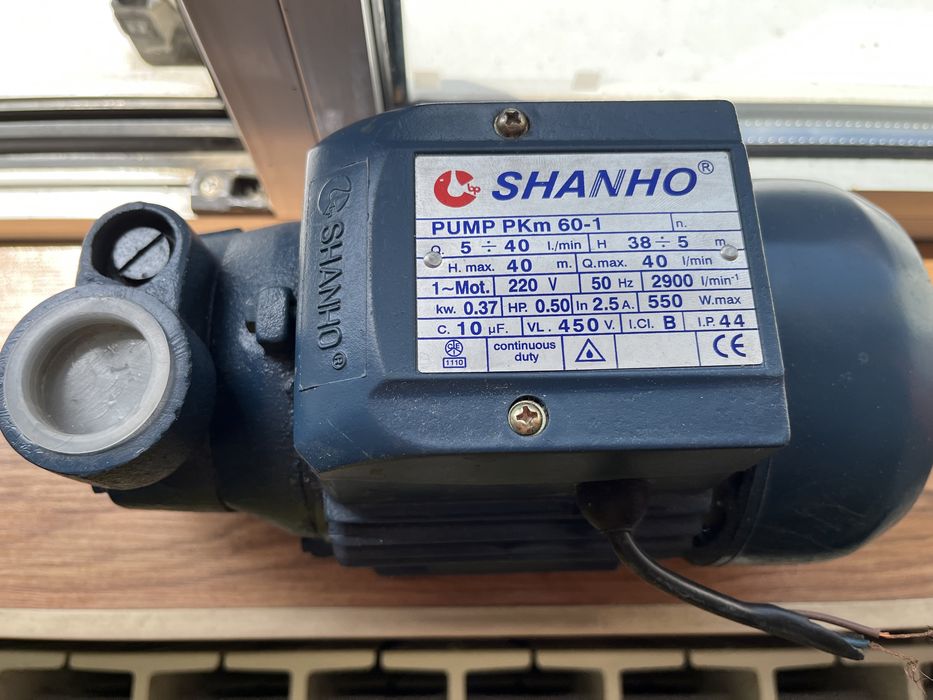 SHANHO®
PUMP PKm 60-1 n.
Q 5 ÷ 40 l./min H 38 ÷ 5 m
H. max. 40 m. Q.max. 40 l/min
1~Mot. 220 V 50 Hz 2900 l/min-1
kw. 0.37 HP. 0.50 In 2.5 A. 550 W.max
C. 10 µF. VL. 450 V. I.Cl. B I.P. 44
1110 continuous duty CE
SHANHO®